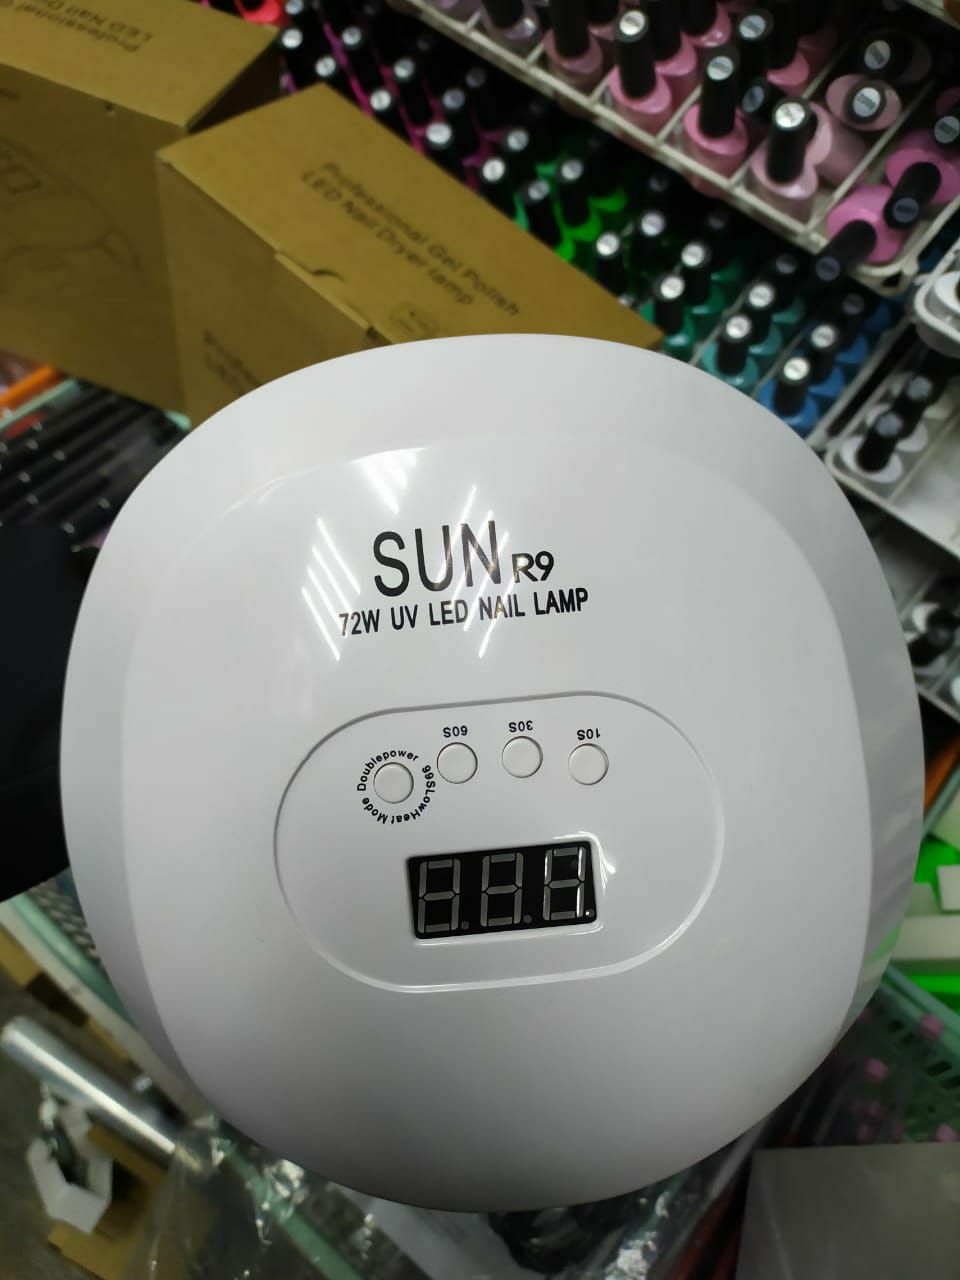 Professional Gel Polish
LED Nail Dryer lamp
SUN R9
72W UV LED NAIL LAMP
60S
30S
10S
Doublepower
99SLowHeat Mode